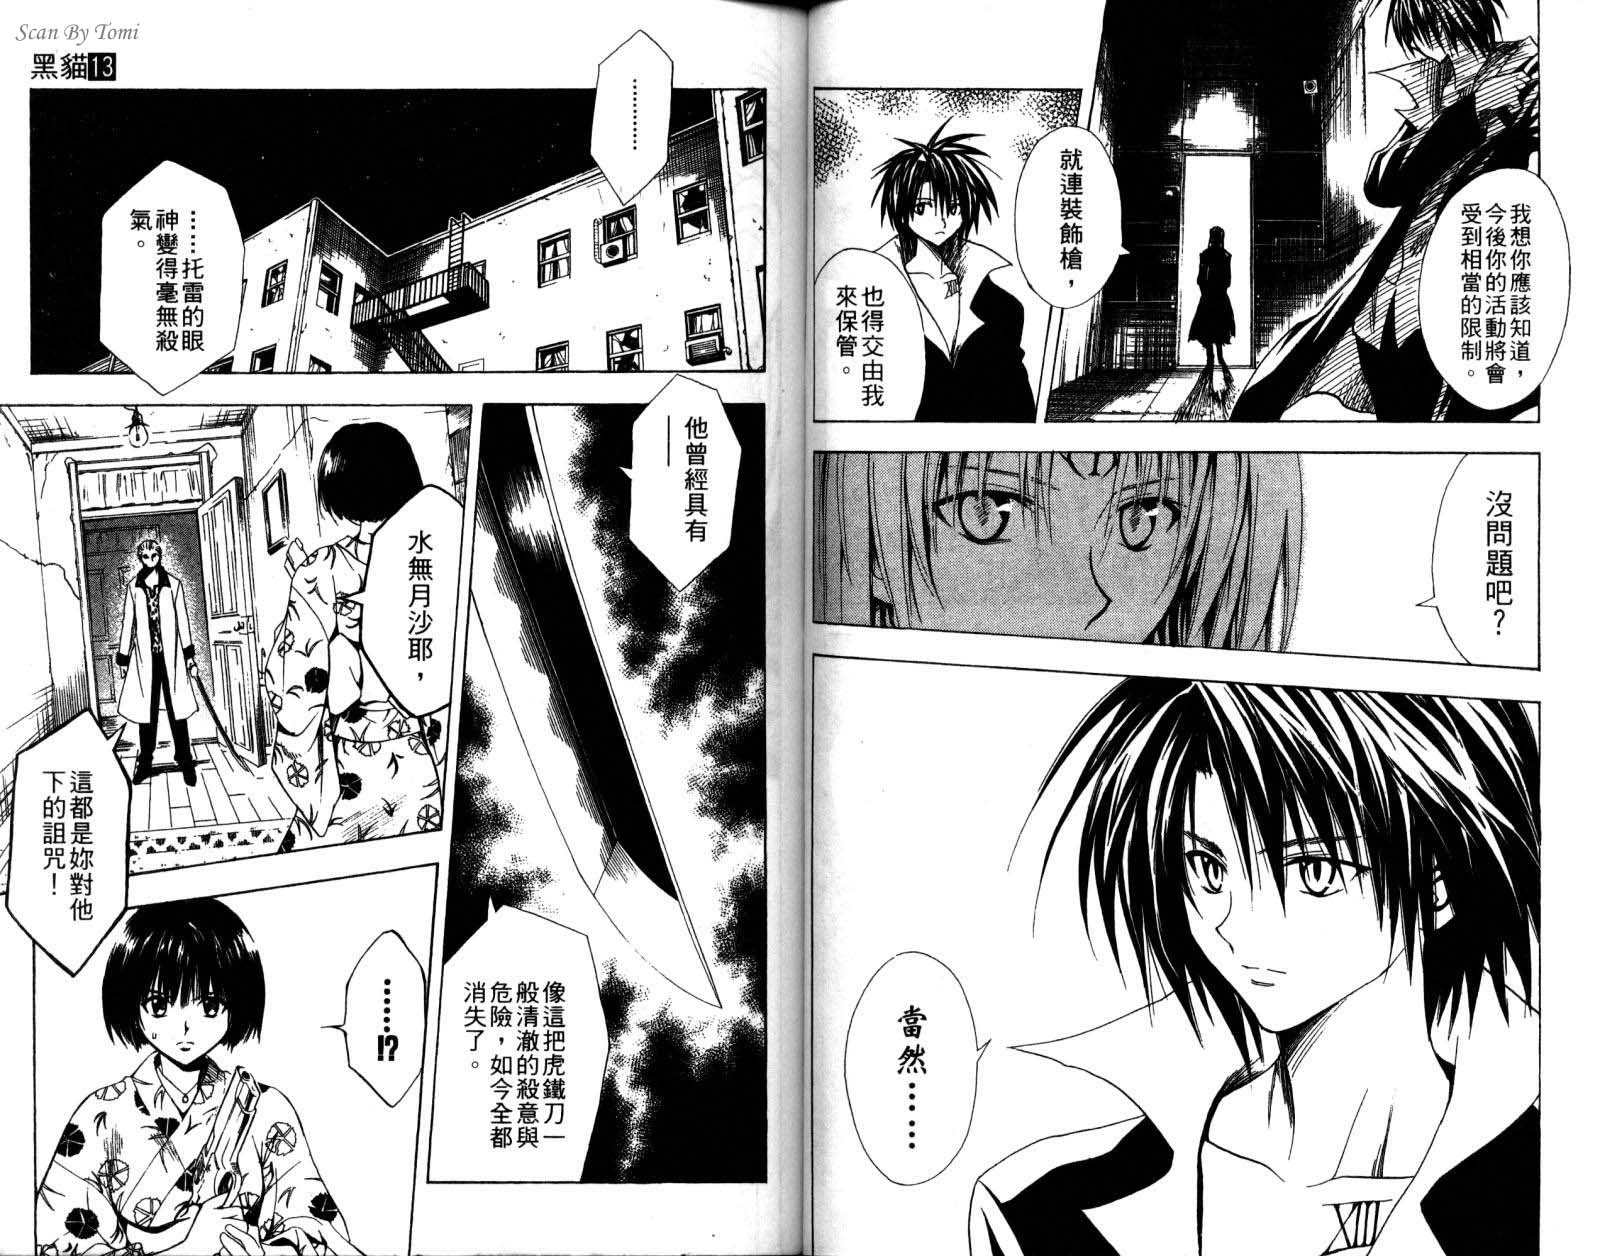 Scan By Tomi
黑貓13
我想你應該知道，
今後你的活動將會
受到相當的限制。
就連裝飾槍，
也得交由我
來保管。
XIII
沒問題吧？
當然……
XIII
…………
……托雷的眼
神變得毫無殺
氣。
他曾經具有
——
像這把虎鐵刀一
般清澈的殺意與
危險，如今全都
消失了。
水無月沙耶，
這都是妳對他
下的詛咒！
……!?